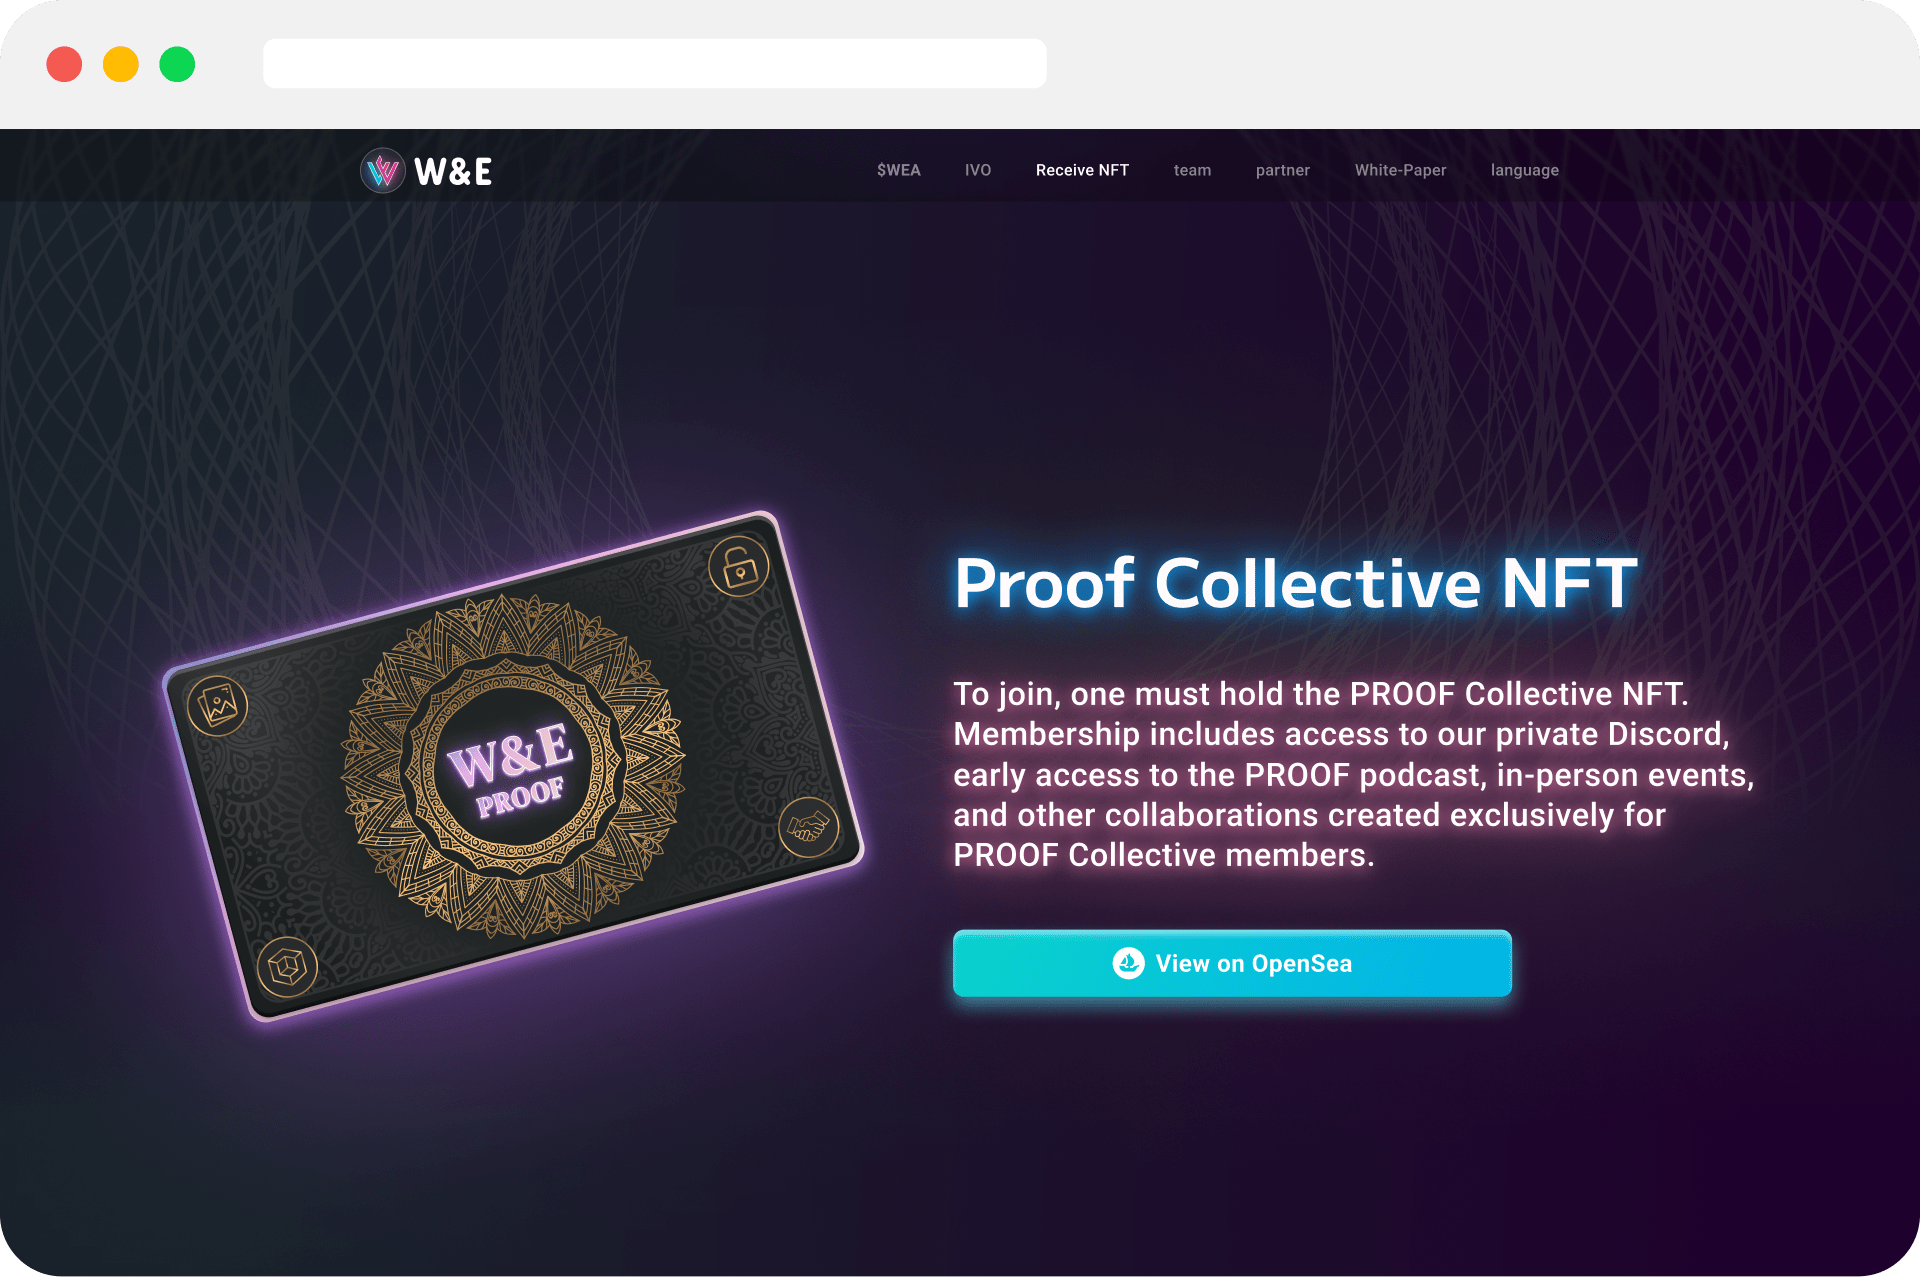 W&E
$WEA
IVO
Receive NFT
team
partner
White-Paper
language
W&E
PROOF
Proof Collective NFT
To join, one must hold the PROOF Collective NFT.
Membership includes access to our private Discord,
early access to the PROOF podcast, in-person events,
and other collaborations created exclusively for
PROOF Collective members.
View on OpenSea